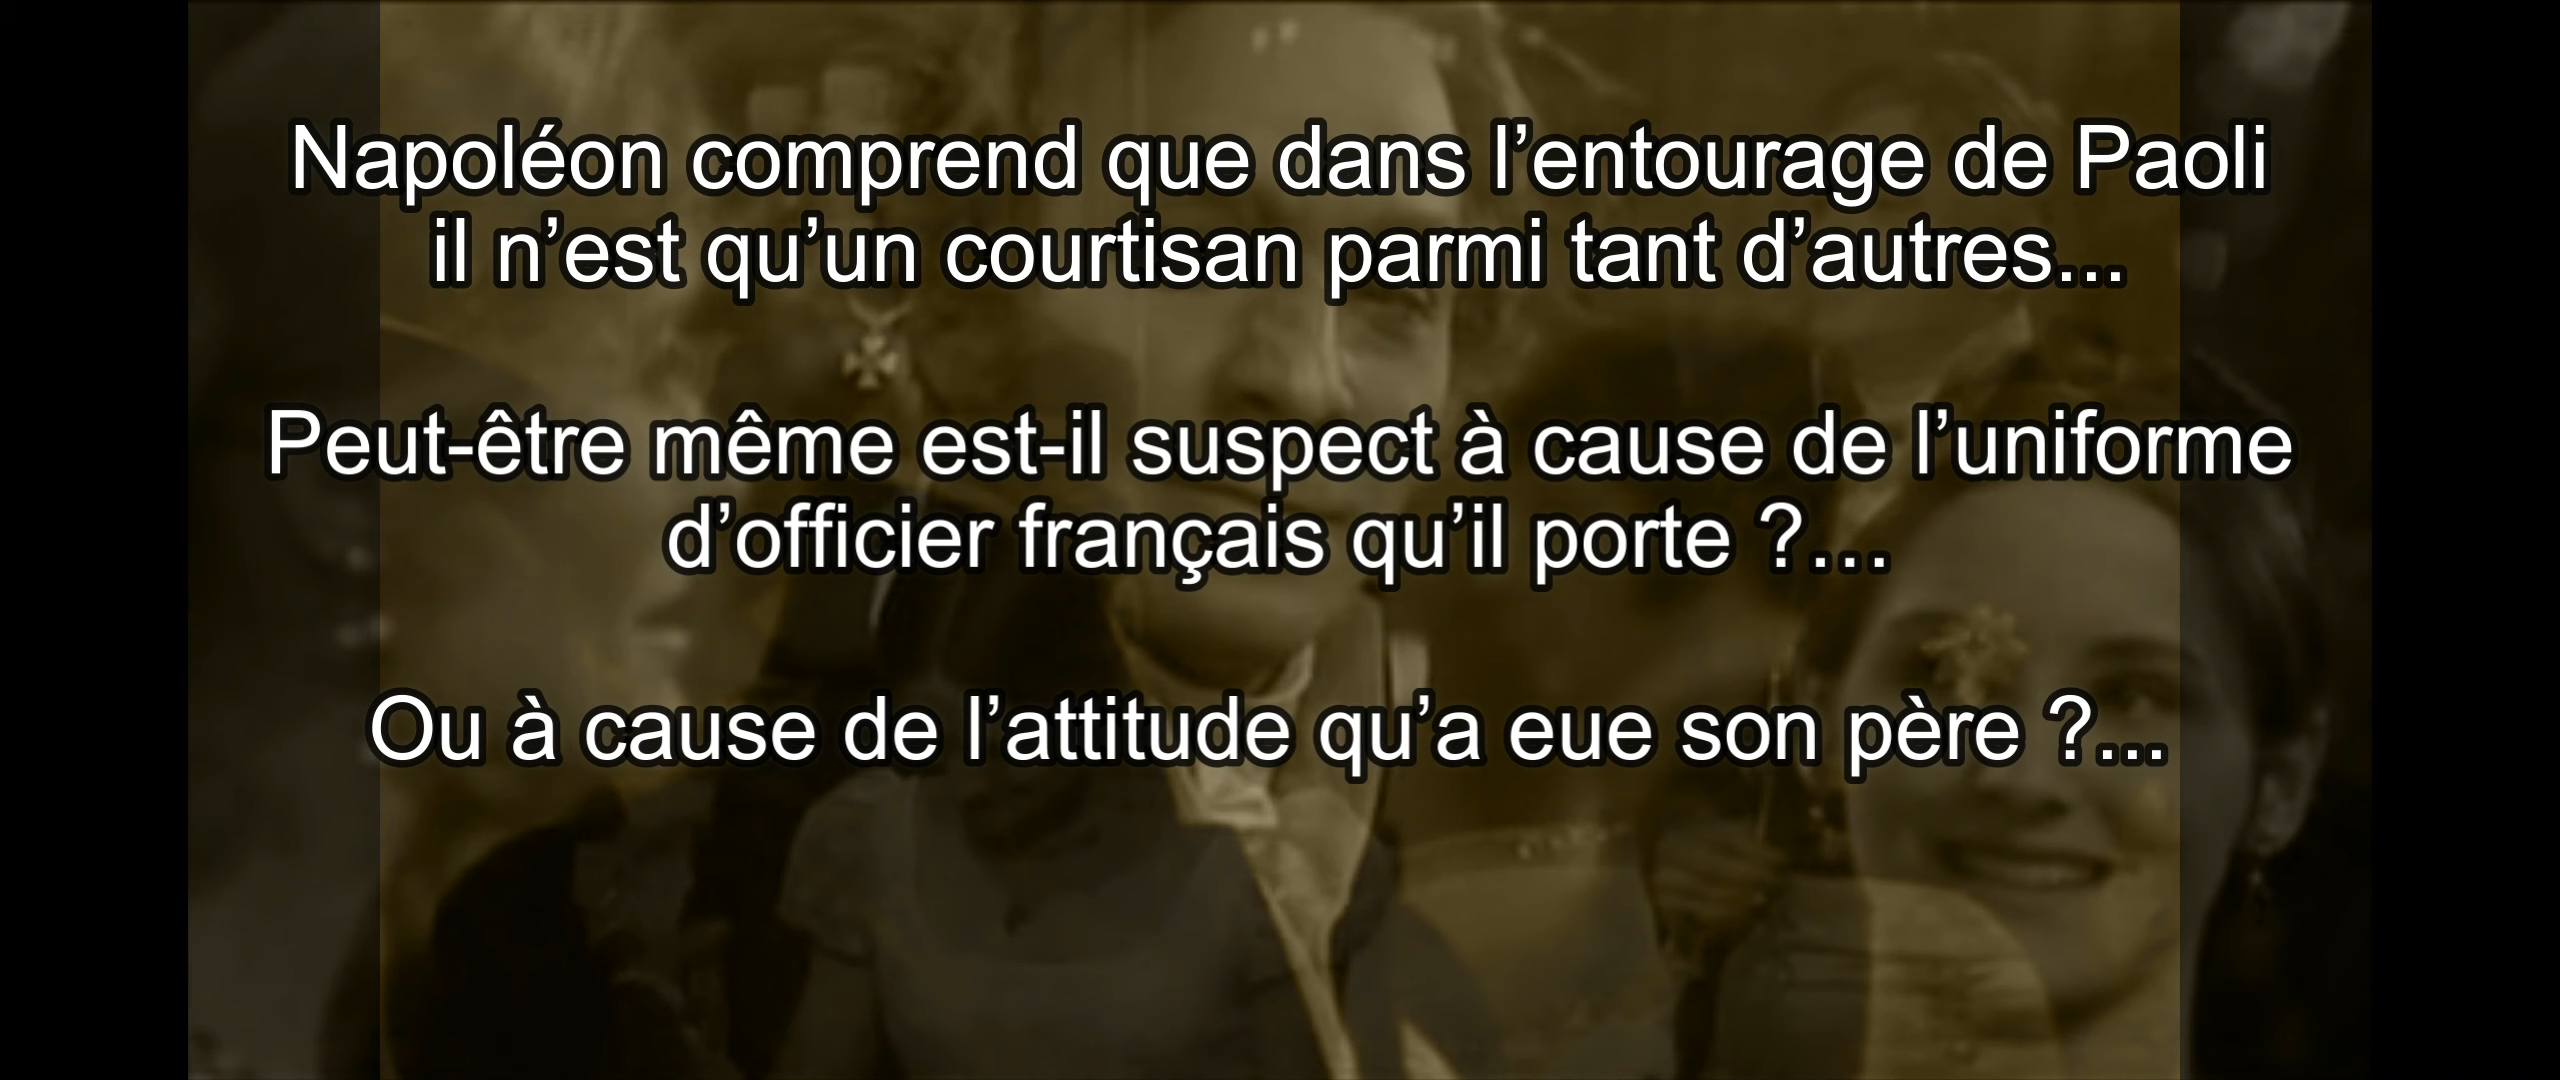 Napoléon comprend que dans l’entourage de Paoli
il n’est qu’un courtisan parmi tant d’autres...
Peut-être même est-il suspect à cause de l’uniforme
d’officier français qu’il porte ?...
Ou à cause de l’attitude qu’a eue son père ?...